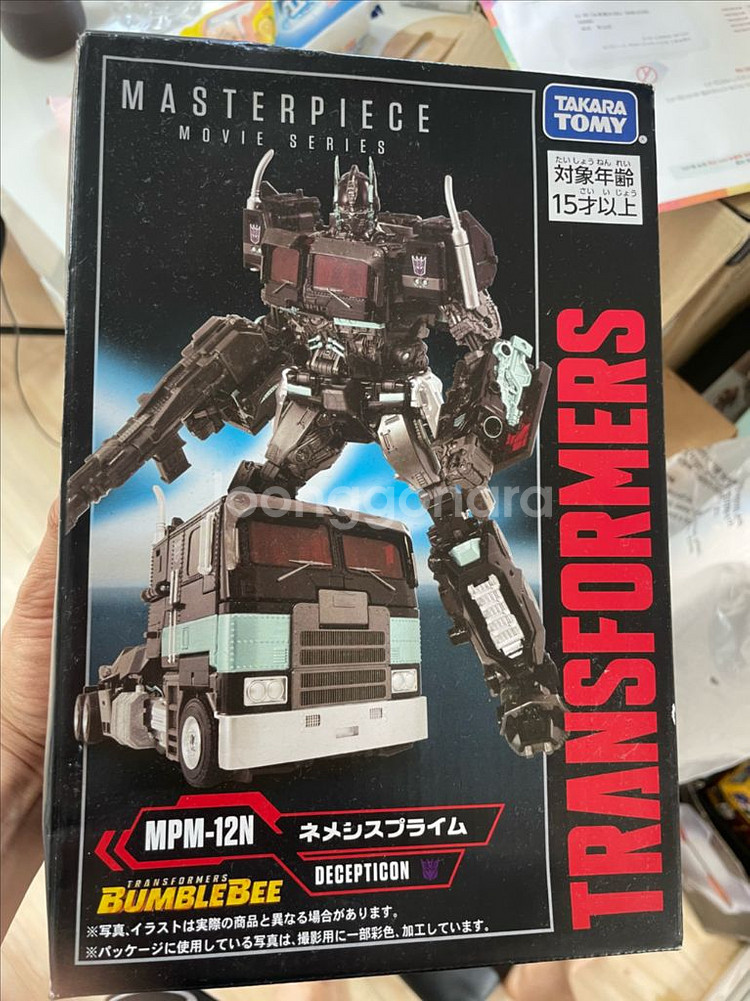 MASTERPIECE
MOVIE SERIES
TAKARA
TOMY
たいしょうねんれい
対象年齢
さいいじょう
15才以上
TRANSFORMERS
loonggonara
MPM-12N
ネメシスプライム
DECEPTICON
TRANSFORMERS
BUMBLEBEE
※写真、イラストは実際の商品と異なる場合があります。
※パッケージに使用している写真は、撮影用に一部彩色、加工しています。